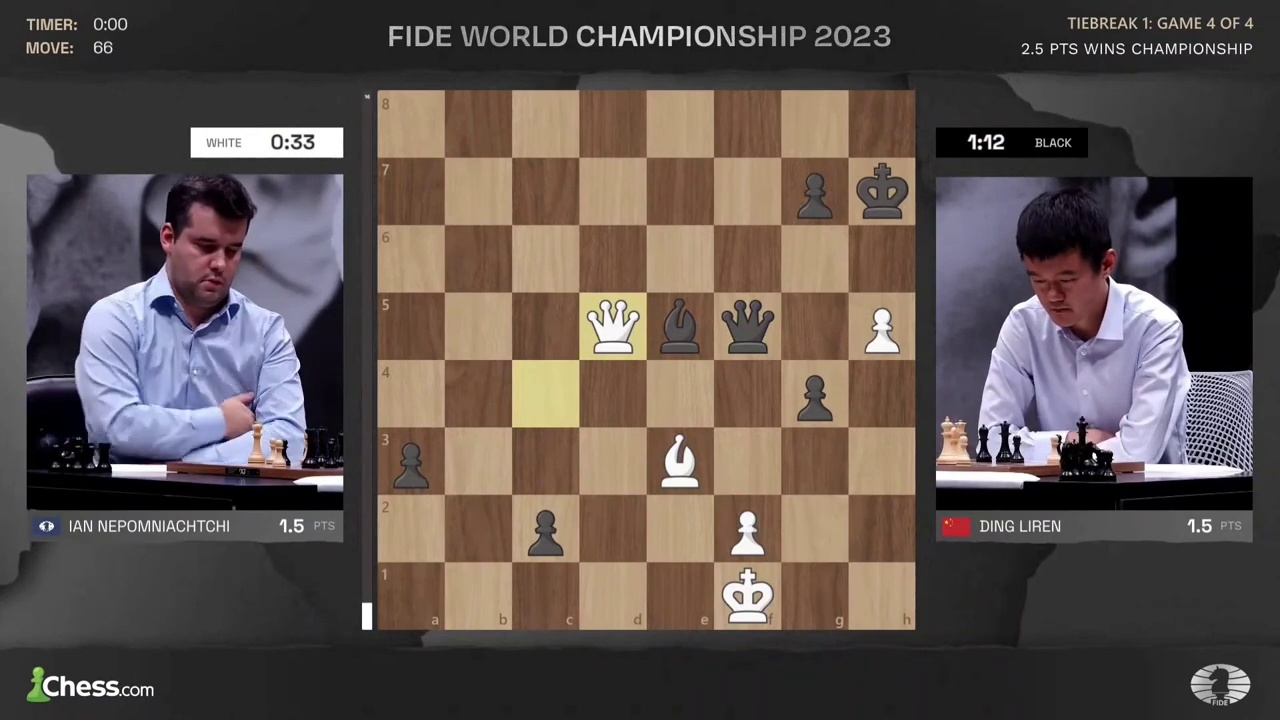 TIMER: 0:00
MOVE: 66
FIDE WORLD CHAMPIONSHIP 2023
TIEBREAK 1: GAME 4 OF 4
2.5 PTS WINS CHAMPIONSHIP
WHITE 0:33
1:12 BLACK
8
7
6
5
4
3
2
1
a b c d e f g h
IAN NEPOMNIACHTCHI 1.5 PTS
DING LIREN 1.5 PTS
Chess.com
FIDE